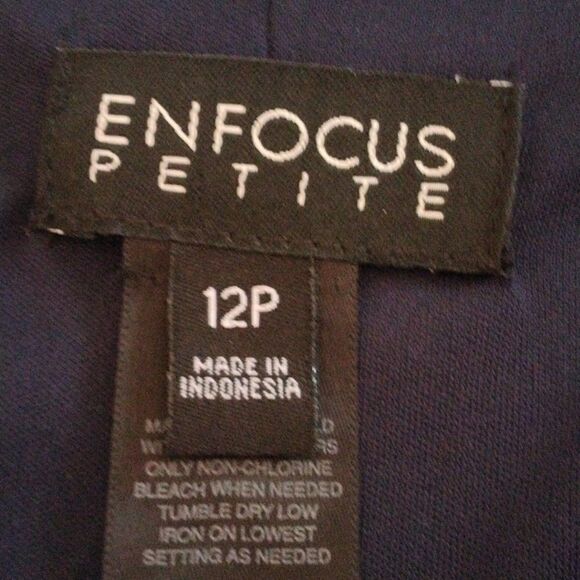 ENFOCUS
PETITE
12P
MADE IN
INDONESIA
ONLY NON-CHLORINE
BLEACH WHEN NEEDED
TUMBLE DRY LOW
IRON ON LOWEST
SETTING AS NEEDED